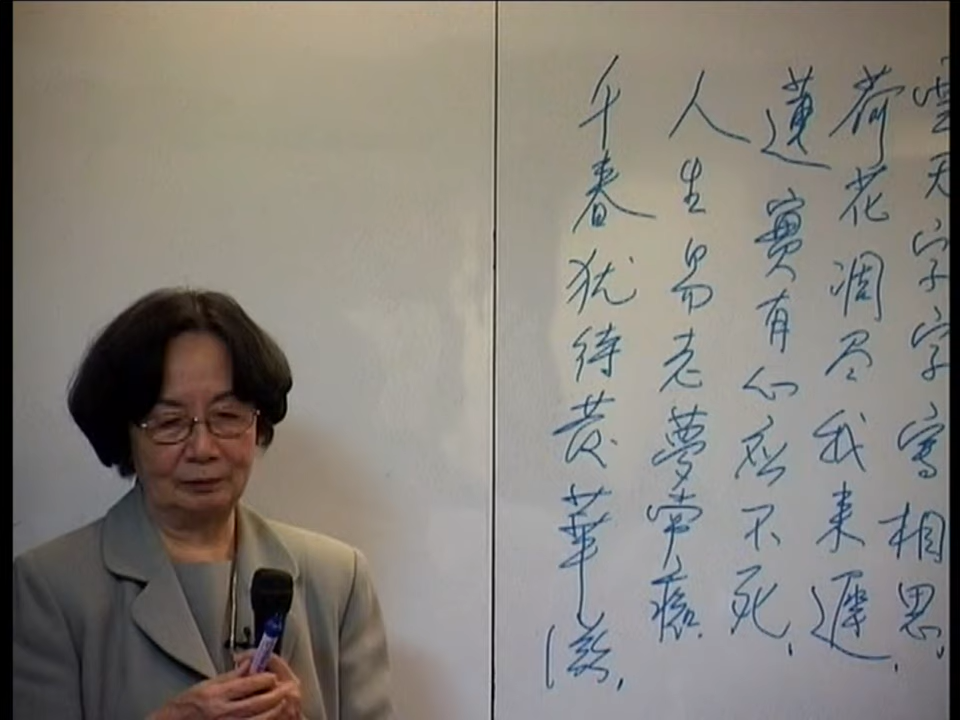 雲天字字寫相思，
荷花凋尽我来遲，
蓮實有心應不死，
人生易老夢常癡，
千春犹待發華滋，